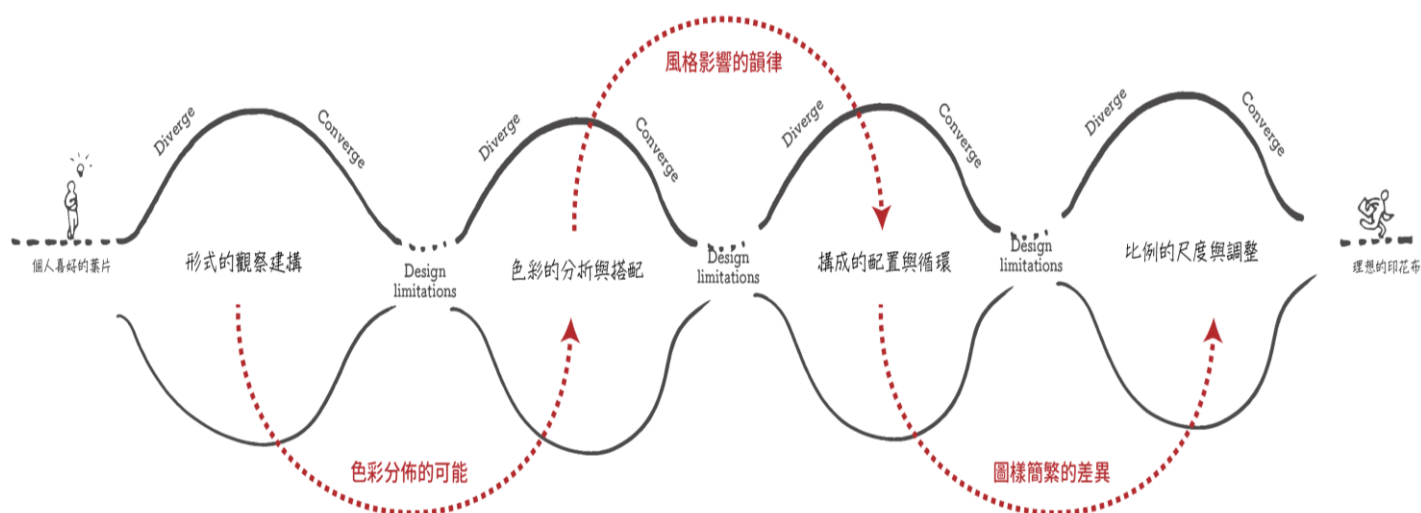 風格影響的韻律
Diverge
Converge
Diverge
Converge
Diverge
Converge
Diverge
Converge
個人喜好的葉片
形式的觀察建構
Design
limitations
色彩的分折與搭配
Design
limitations
構成的配置與循環
Design
limitations
比例的尺度與調整
理想的印花布
色彩分佈的可能
圖樣簡繁的差異